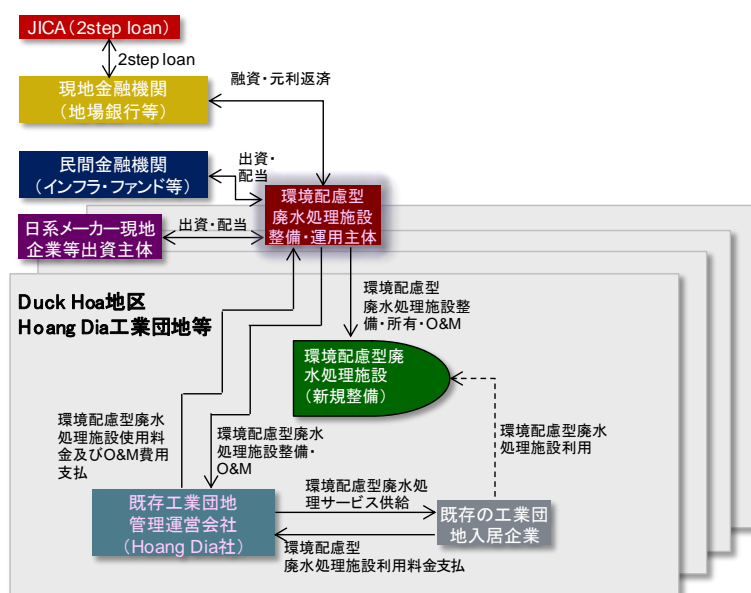 JICA（2step loan）
2step loan
現地金融機関
（地場銀行等）
融資・元利返済
民間金融機関
（インフラ・ファンド等）
出資・
配当
環境配慮型
廃水処理施設
整備・運用主体
日系メーカー現地
企業等出資主体
出資・配当
Duck Hoa地区
Hoang Dia工業団地等
環境配慮型
廃水処理施設整
備・所有・O&M
環境配慮型廃
水処理施設
（新規整備）
環境配慮型廃水
処理施設使用料
金及びO&M費用
支払
環境配慮型廃水
処理施設整備・
O&M
環境配慮型廃水
処理施設利用
既存工業団地
管理運営会社
（Hoang Dia社）
環境配慮型廃水処
理サービス供給
既存の工業団
地入居企業
環境配慮型
廃水処理施設利用料金支払